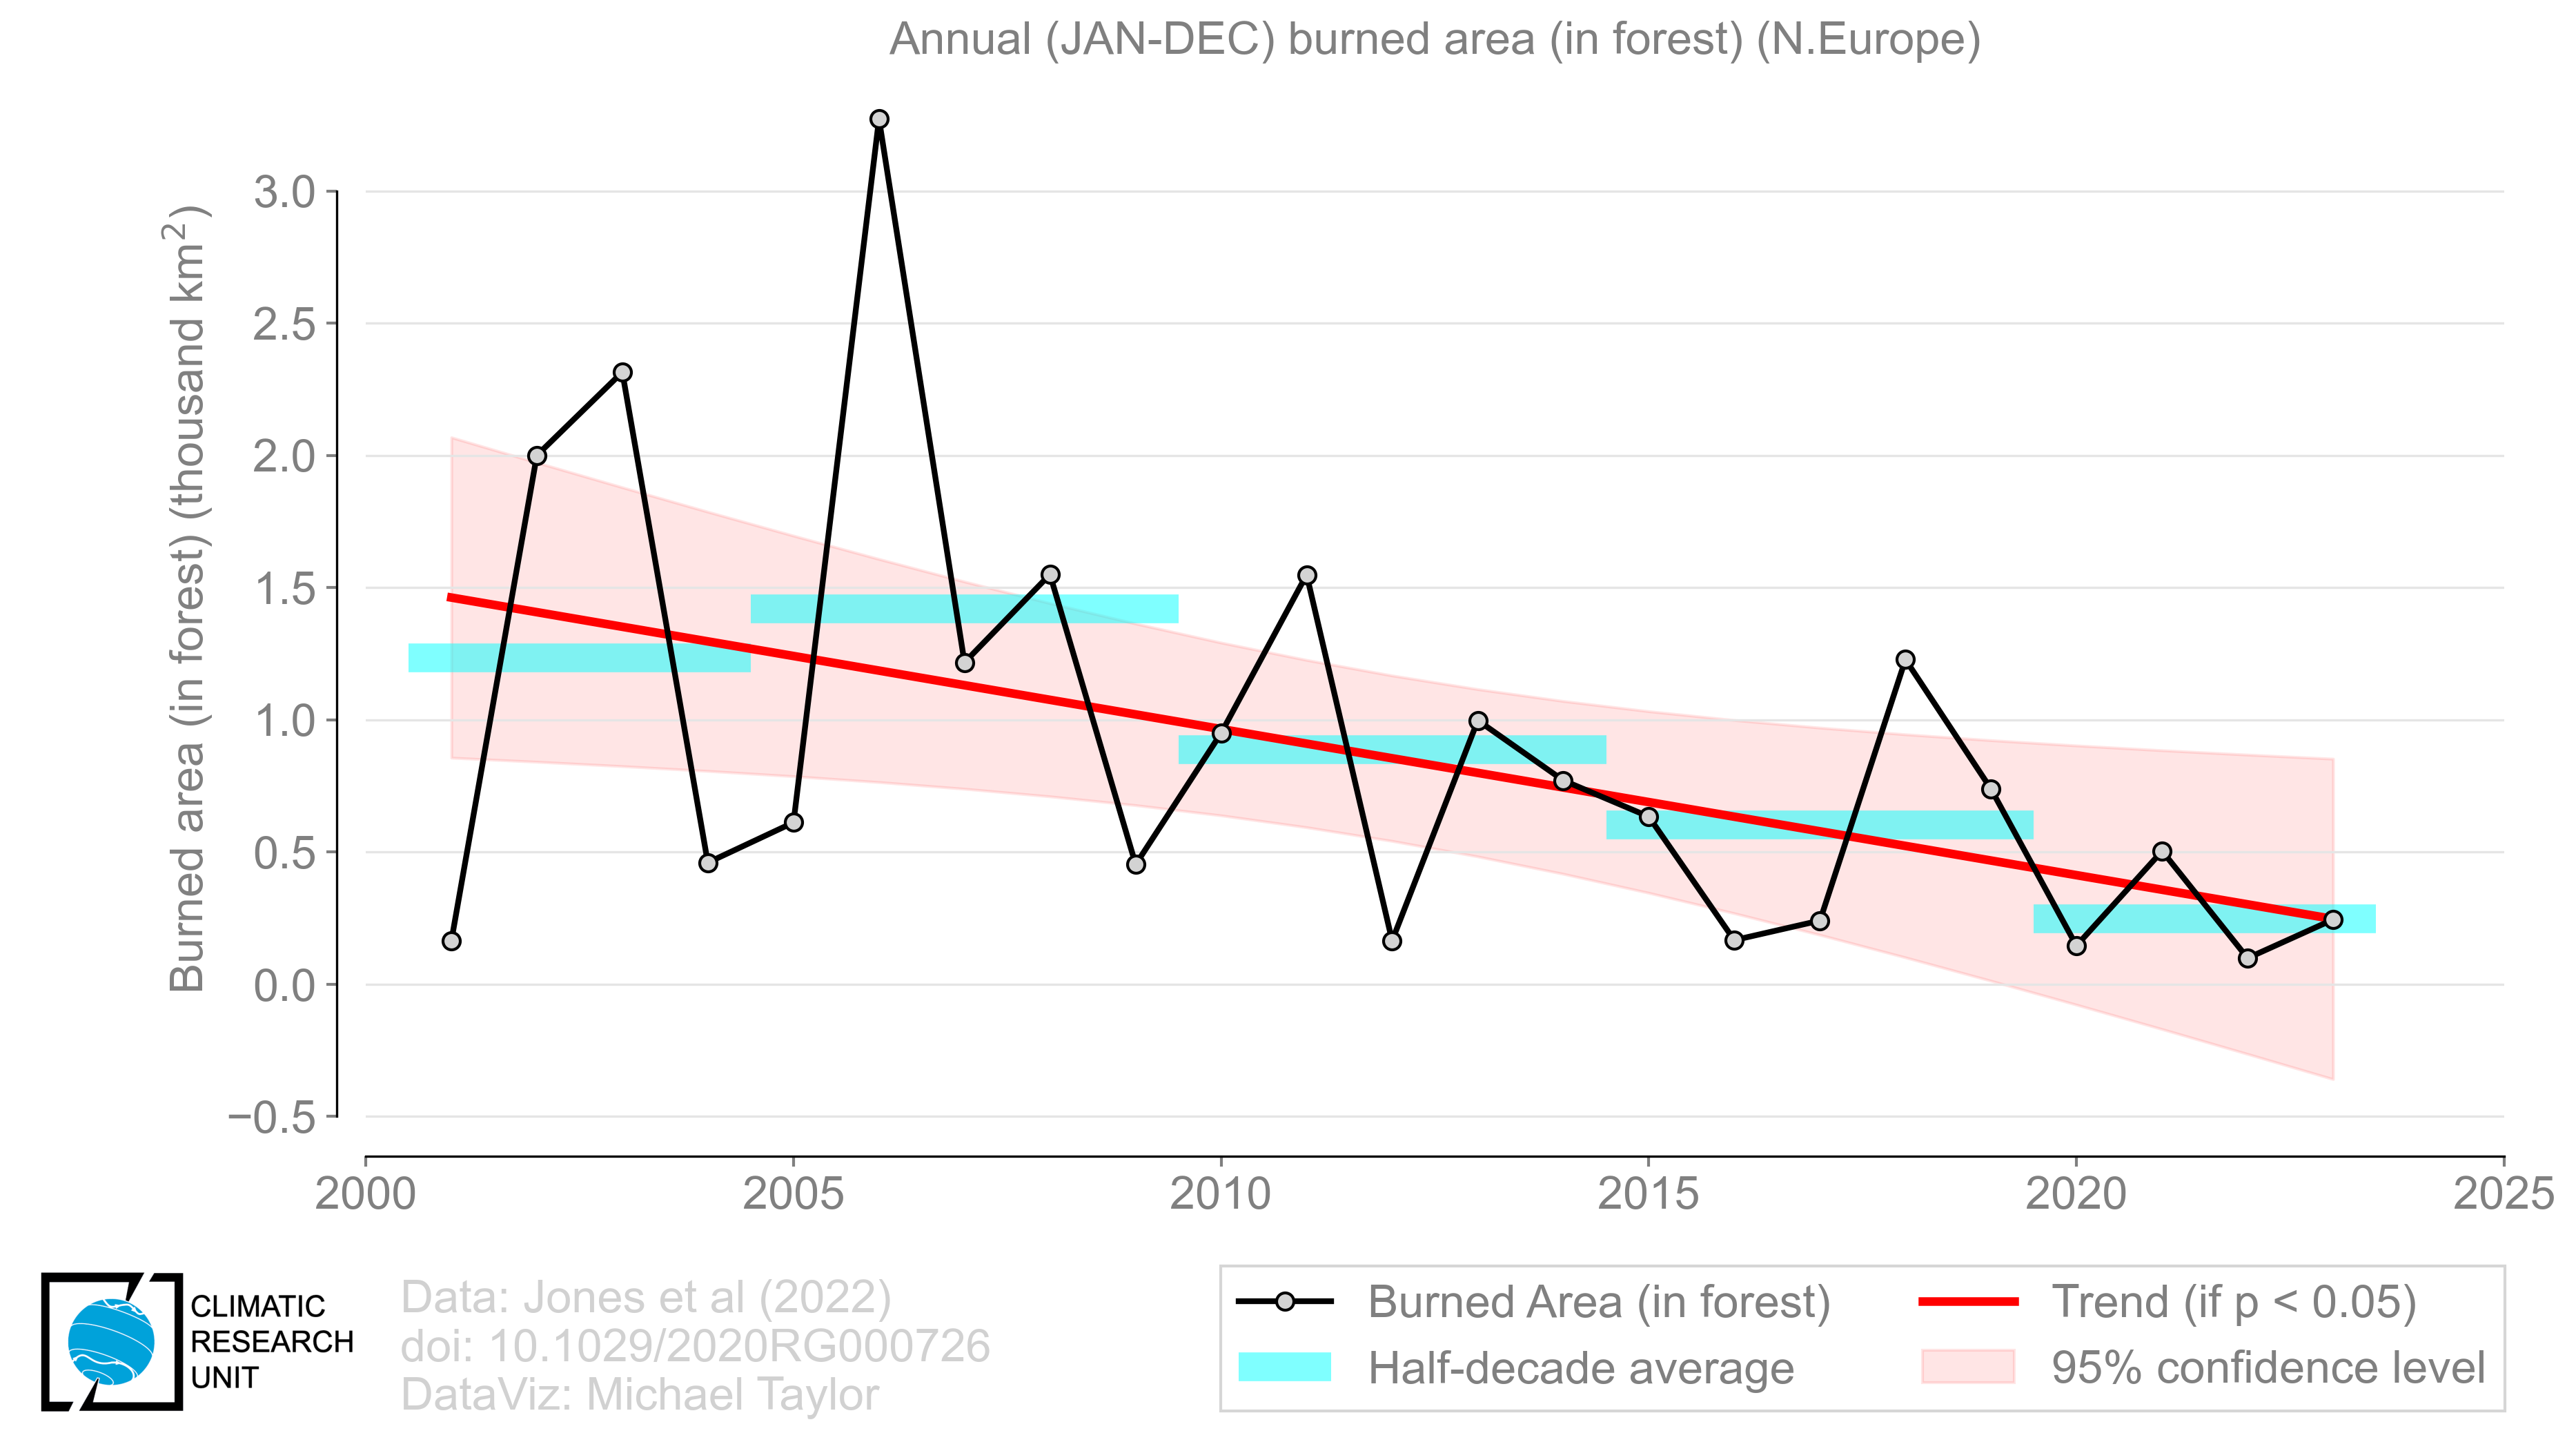 Annual (JAN-DEC) burned area (in forest) (N.Europe)
Burned area (in forest) (thousand km²)
3.0
2.5
2.0
1.5
1.0
0.5
0.0
−0.5
2000 2005 2010 2015 2020 2025
CLIMATIC
RESEARCH
UNIT
Data: Jones et al (2022)
doi: 10.1029/2020RG000726
DataViz: Michael Taylor
Burned Area (in forest)
Half-decade average
Trend (if p < 0.05)
95% confidence level